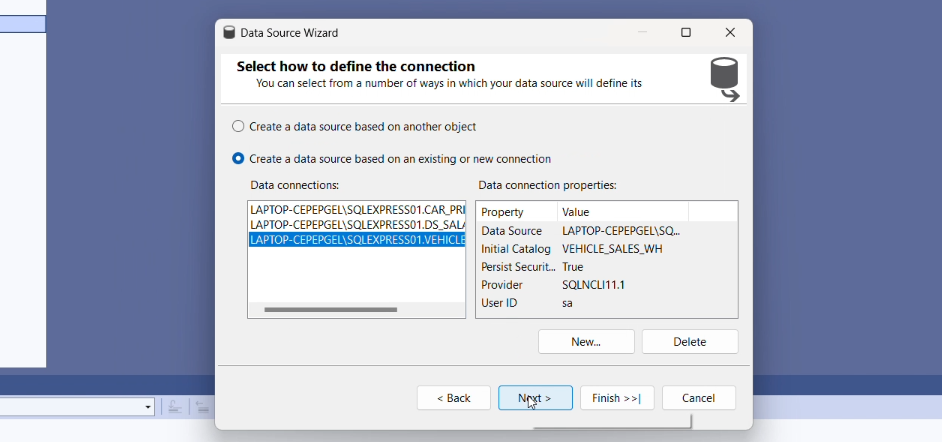 Data Source Wizard
Select how to define the connection
You can select from a number of ways in which your data source will define its
Create a data source based on another object
Create a data source based on an existing or new connection
Data connections:
LAPTOP-CEPEPGEL\SQLEXPRESS01.CAR_PRI
LAPTOP-CEPEPGEL\SQLEXPRESS01.DS_SALA
LAPTOP-CEPEPGEL\SQLEXPRESS01.VEHICLE
Data connection properties:
Property Value
Data Source LAPTOP-CEPEPGEL\SQ...
Initial Catalog VEHICLE_SALES_WH
Persist Securit... True
Provider SQLNCLI11.1
User ID sa
New... Delete
< Back Next > Finish >>| Cancel